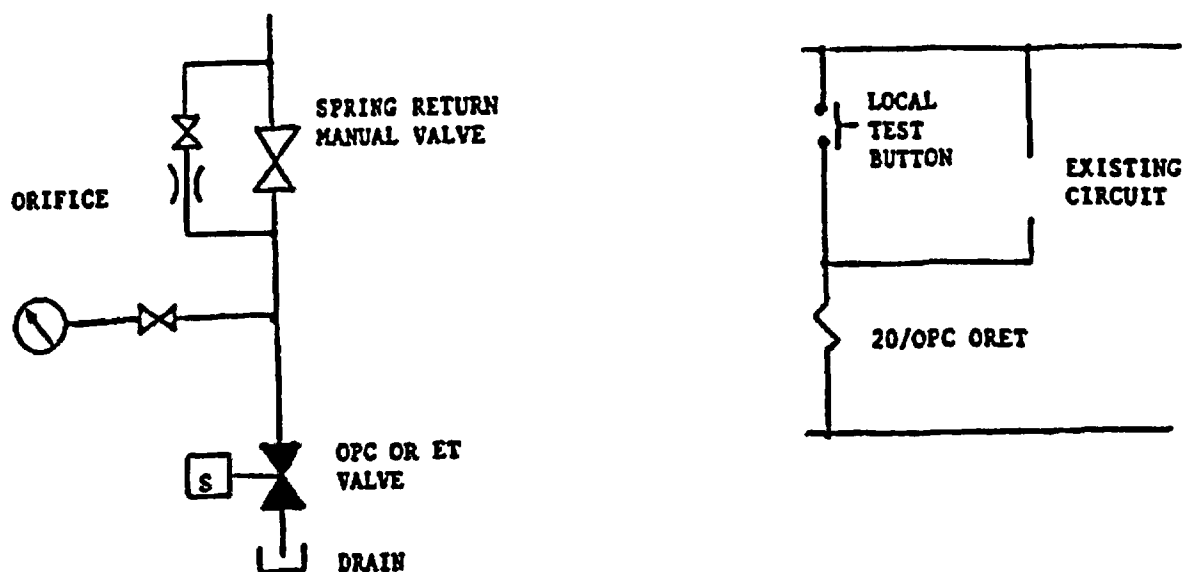 SPRING RETURN
MANUAL VALVE
ORIFICE
OPC OR ET
VALVE
S
DRAIN
LOCAL
TEST
BUTTON
EXISTING
CIRCUIT
20/OPC ORET